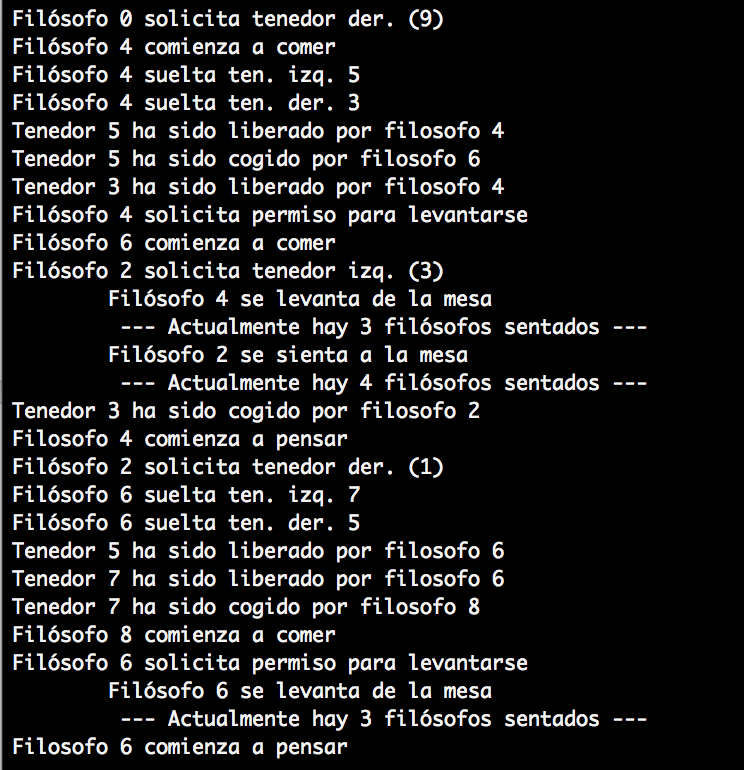 Filósofo 0 solicita tenedor der. (9)
Filósofo 4 comienza a comer
Filósofo 4 suelta ten. izq. 5
Filósofo 4 suelta ten. der. 3
Tenedor 5 ha sido liberado por filosofo 4
Tenedor 5 ha sido cogido por filosofo 6
Tenedor 3 ha sido liberado por filosofo 4
Filósofo 4 solicita permiso para levantarse
Filósofo 6 comienza a comer
Filósofo 2 solicita tenedor izq. (3)
Filósofo 4 se levanta de la mesa
--- Actualmente hay 3 filósofos sentados ---
Filósofo 2 se sienta a la mesa
--- Actualmente hay 4 filósofos sentados ---
Tenedor 3 ha sido cogido por filosofo 2
Filosofo 4 comienza a pensar
Filósofo 2 solicita tenedor der. (1)
Filósofo 6 suelta ten. izq. 7
Filósofo 6 suelta ten. der. 5
Tenedor 5 ha sido liberado por filosofo 6
Tenedor 7 ha sido liberado por filosofo 6
Tenedor 7 ha sido cogido por filosofo 8
Filósofo 8 comienza a comer
Filósofo 6 solicita permiso para levantarse
Filósofo 6 se levanta de la mesa
--- Actualmente hay 3 filósofos sentados ---
Filosofo 6 comienza a pensar